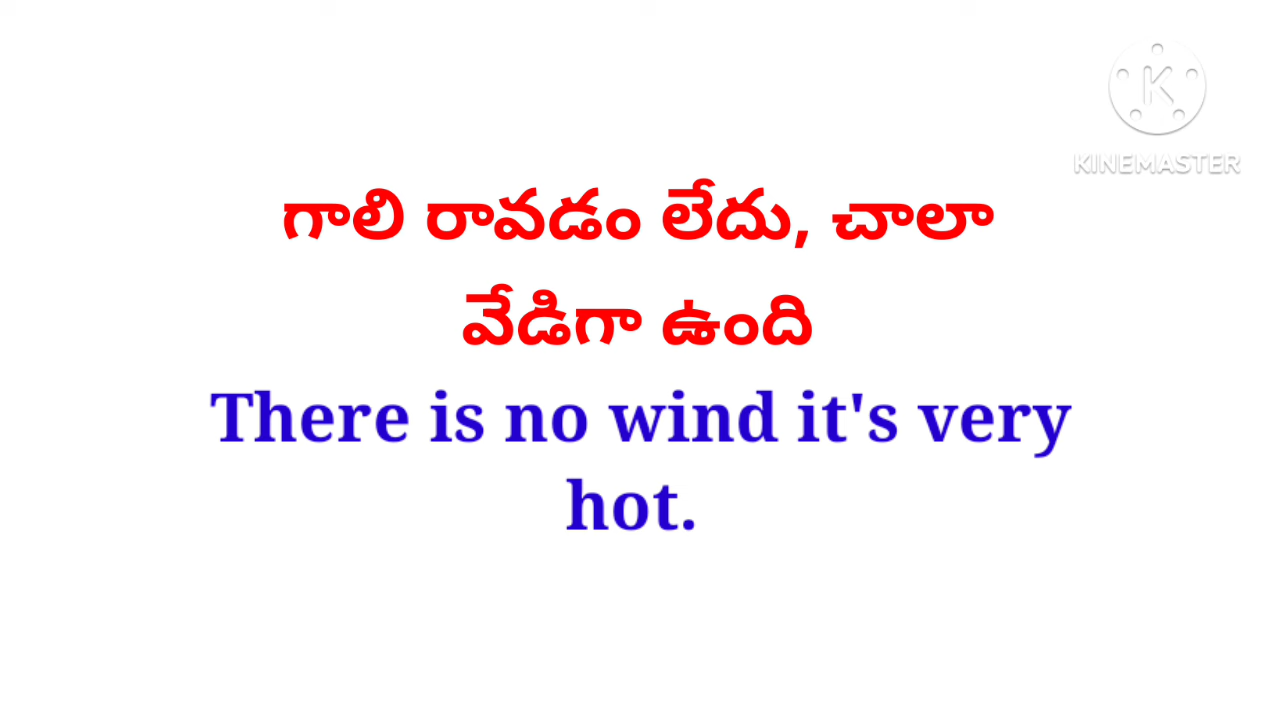 KINEMASTER
గాలి రావడం లేదు, చాలా
వేడిగా ఉంది
There is no wind it's very
hot.